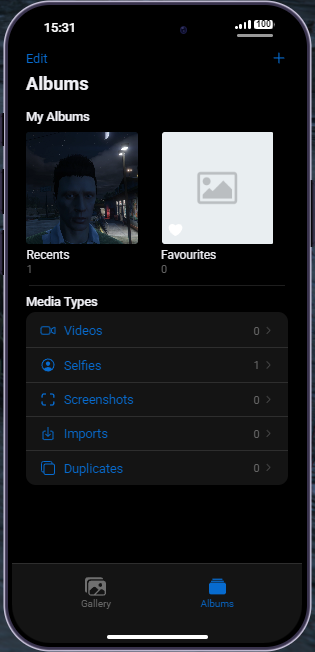 15:31
100
Edit
Albums
My Albums
Recents
1
Favourites
0
Media Types
Videos 0
Selfies 1
Screenshots 0
Imports 0
Duplicates 0
Gallery
Albums